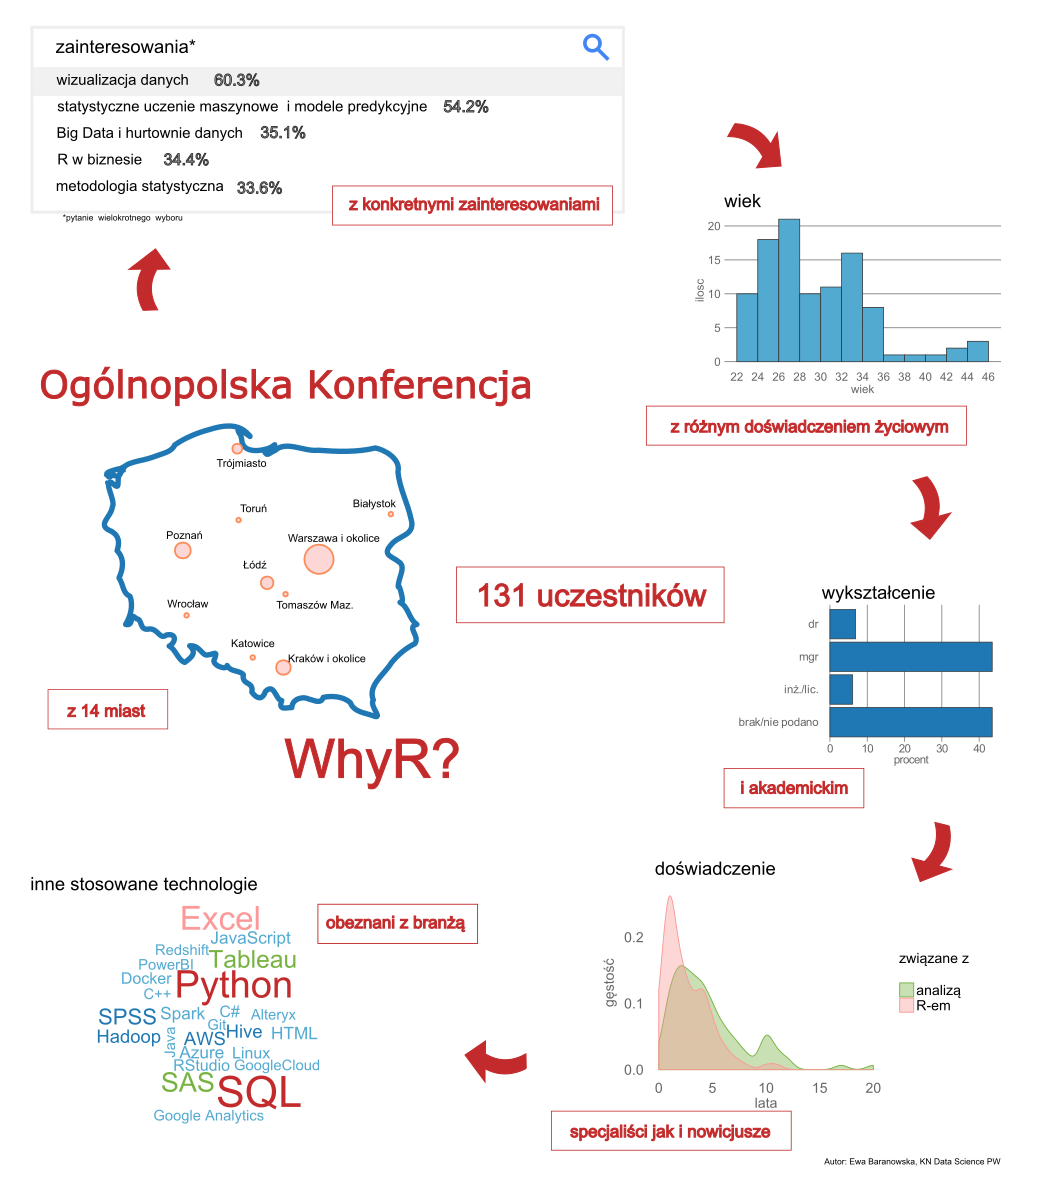 zainteresowania*
wizualizacja danych 60.3%
statystyczne uczenie maszynowe i modele predykcyjne 54.2%
Big Data i hurtownie danych 35.1%
R w biznesie 34.4%
metodologia statystyczna 33.6%
*pytanie wielokrotnego wyboru
z konkretnymi zainteresowaniami
wiek
ilosc
20
15
10
5
0
22 24 26 28 30 32 34 36 38 40 42 44 46
wiek
z różnym doświadczeniem życiowym
Ogólnopolska Konferencja
Trójmiasto
Toruń
Białystok
Poznań
Warszawa i okolice
Łódź
Wrocław
Tomaszów Maz.
Katowice
Kraków i okolice
z 14 miast
WhyR?
131 uczestników
wykształcenie
dr
mgr
inż./lic.
brak/nie podano
0 10 20 30 40
procent
i akademickim
doświadczenie
gęstość
0.2
0.1
0.0
0 5 10 15 20
lata
związane z
analizą
R-em
specjaliści jak i nowicjusze
inne stosowane technologie
obeznani z branżą
Excel
JavaScript
Redshift
Tableau
PowerBI
Docker
Python
C++
SPSS
Spark
C#
Alteryx
Git
Hadoop
Java
AWS
Hive
HTML
Azure
Linux
RStudio
GoogleCloud
SAS
SQL
Google Analytics
Autor: Ewa Baranowska, KN Data Science PW